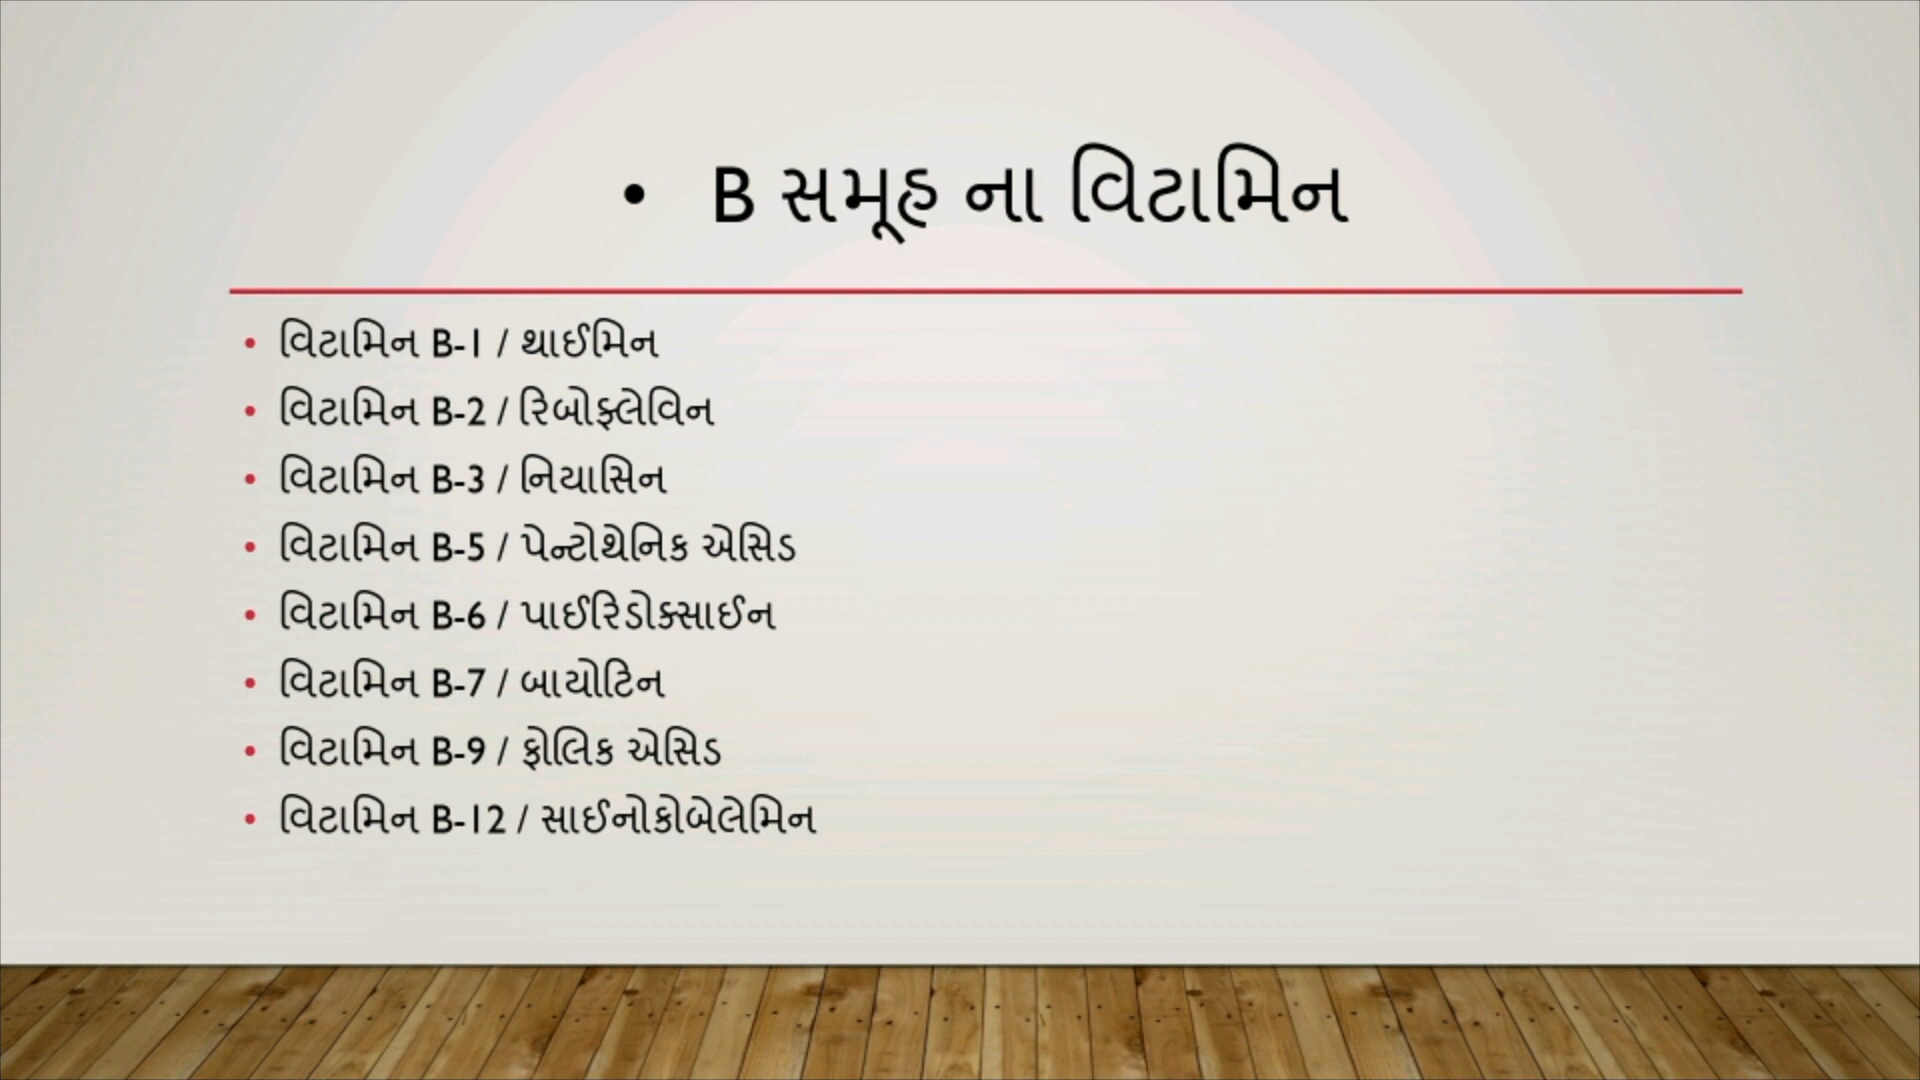 • B સમૂહ ના વિટામિન
• વિટામિન B-1 / થાઈમિન
• વિટામિન B-2 / રિબોફ્લેવિન
• વિટામિન B-3 / નિયાસિન
• વિટામિન B-5 / પેન્ટોથેનિક એસિડ
• વિટામિન B-6 / પાઈરિડોક્સાઈન
• વિટામિન B-7 / બાયોટિન
• વિટામિન B-9 / ફોલિક એસિડ
• વિટામિન B-12 / સાઈનોકોબેલેમિન